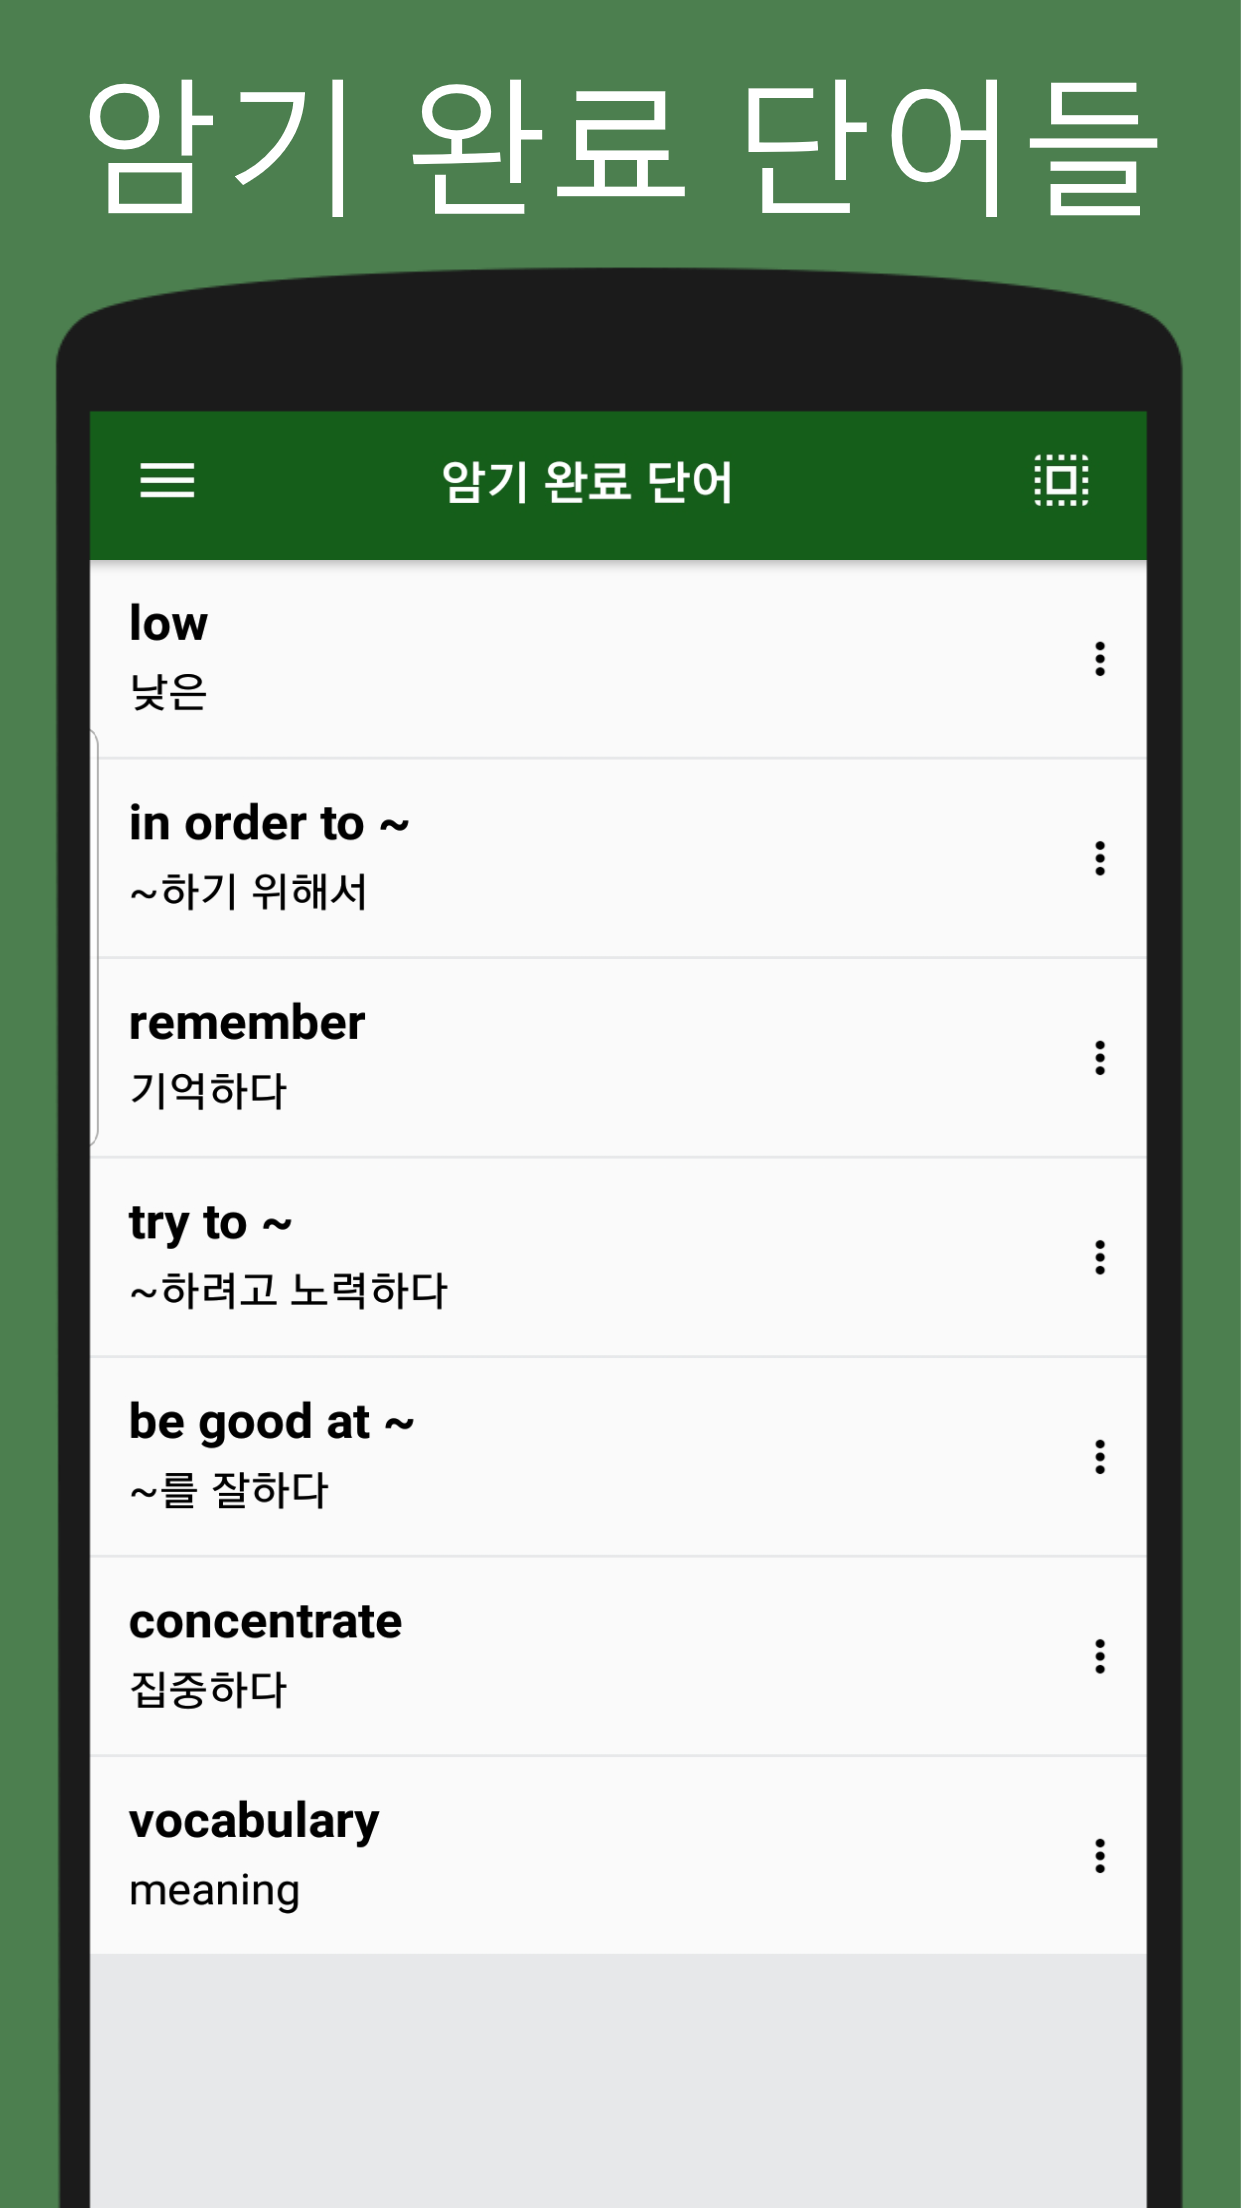 암기 완료 단어들
암기 완료 단어
low
낮은
in order to ~
~하기 위해서
remember
기억하다
try to ~
~하려고 노력하다
be good at ~
~를 잘하다
concentrate
집중하다
vocabulary
meaning